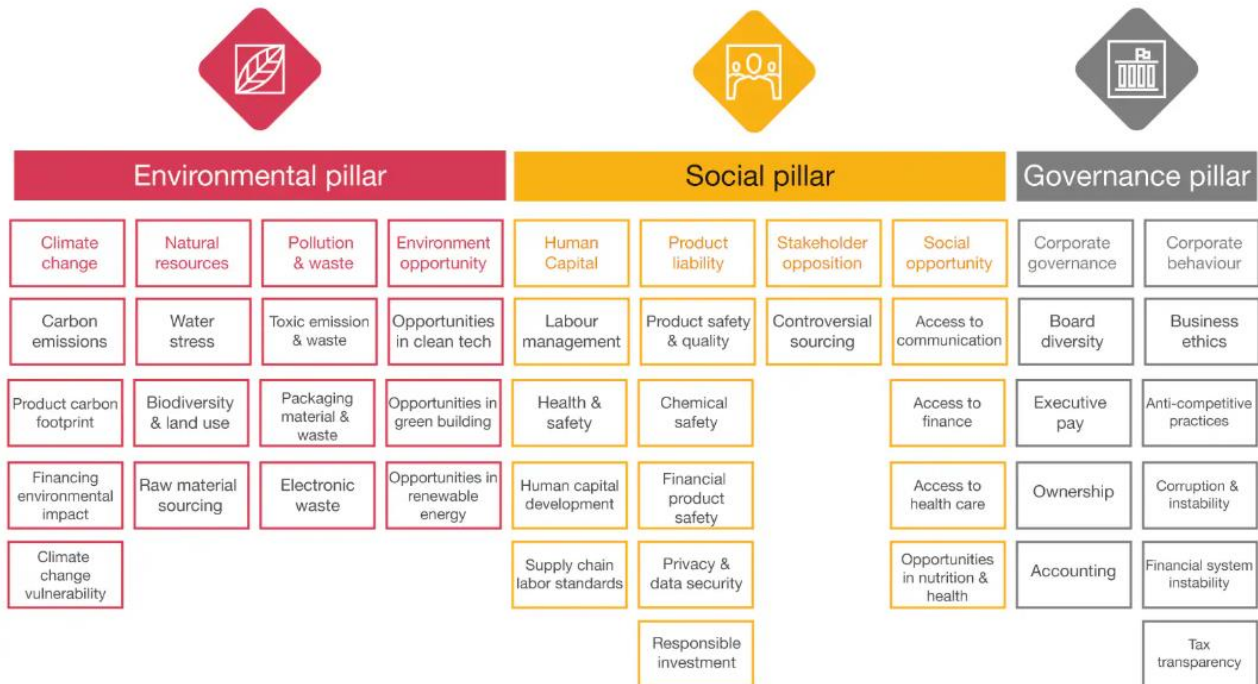 Environmental pillar
Social pillar
Governance pillar
Climate
change
Natural
resources
Pollution
& waste
Environment
opportunity
Human
Capital
Product
liability
Stakeholder
opposition
Social
opportunity
Corporate
governance
Corporate
behaviour
Carbon
emissions
Water
stress
Toxic emission
& waste
Opportunities
in clean tech
Labour
management
Product safety
& quality
Controversial
sourcing
Access to
communication
Board
diversity
Business
ethics
Product carbon
footprint
Biodiversity
& land use
Packaging
material &
waste
Opportunities in
green building
Health &
safety
Chemical
safety
Access to
finance
Executive
pay
Anti-competitive
practices
Financing
environmental
impact
Raw material
sourcing
Electronic
waste
Opportunities in
renewable
energy
Human capital
development
Financial
product
safety
Access to
health care
Ownership
Corruption &
instability
Climate
change
vulnerability
Supply chain
labor standards
Privacy &
data security
Opportunities
in nutrition &
health
Accounting
Financial system
instability
Responsible
investment
Tax
transparency